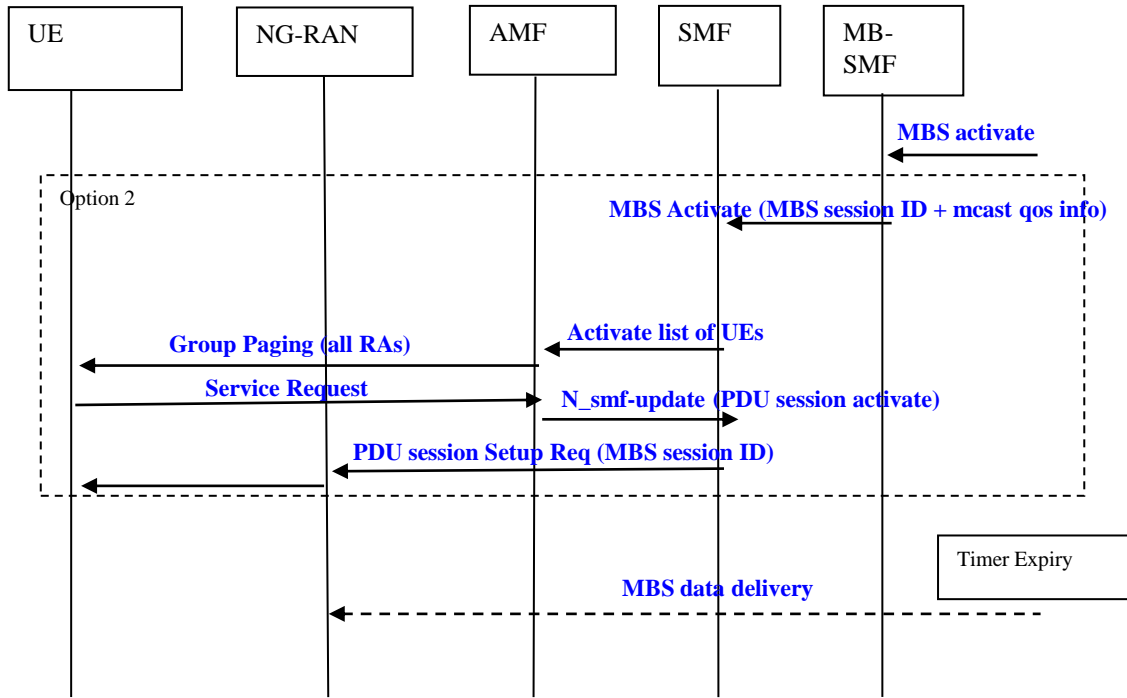 UE
NG-RAN
AMF
SMF
MB-
SMF
MBS activate
Option 2
MBS Activate (MBS session ID + mcast qos info)
Activate list of UEs
Group Paging (all RAs)
Service Request
N_smf-update (PDU session activate)
PDU session Setup Req (MBS session ID)
Timer Expiry
MBS data delivery